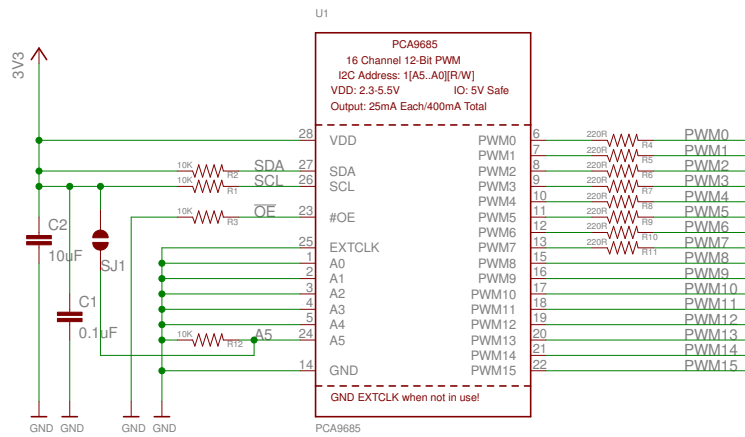 U1
PCA9685
16 Channel 12-Bit PWM
I2C Address: 1[A5..A0][R/W]
VDD: 2.3-5.5V IO: 5V Safe
Output: 25mA Each/400mA Total
3V3
28 VDD PWM0 6 220R R4 PWM0
PWM1 7 220R R5 PWM1
10K R2 SDA 27 SDA PWM2 8 220R R6 PWM2
10K R1 SCL 26 SCL PWM3 9 220R R7 PWM3
PWM4 10 220R R8 PWM4
10K R3 OE 23 #OE PWM5 11 220R R9 PWM5
PWM6 12 220R R10 PWM6
25 EXTCLK PWM7 13 220R R11 PWM7
1 A0 PWM8 15 PWM8
2 A1 PWM9 16 PWM9
3 A2 PWM10 17 PWM10
4 A3 PWM11 18 PWM11
5 A4 PWM12 19 PWM12
10K R12 A5 24 A5 PWM13 20 PWM13
PWM14 21 PWM14
14 GND PWM15 22 PWM15
C2
10uF
SJ1
C1
0.1uF
GND EXTCLK when not in use!
GND GND GND GND
PCA9685